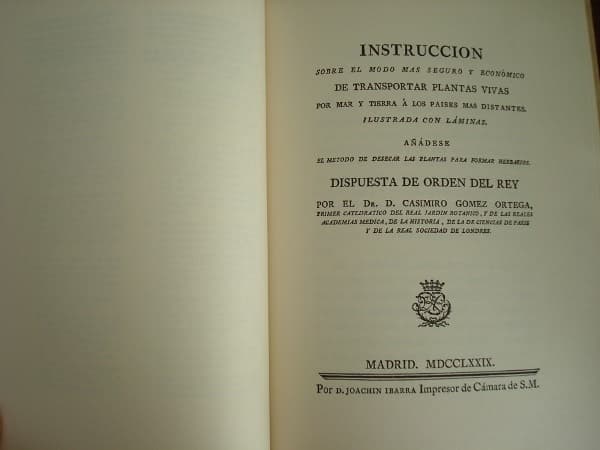 INSTRUCCION
SOBRE EL MODO MAS SEGURO Y ECONÓMICO
DE TRANSPORTAR PLANTAS VIVAS
POR MAR Y TIERRA Á LOS PAISES MAS DISTANTES.
ILUSTRADA CON LÁMINAS.
AÑÁDESE
EL METODO DE DESECAR LAS PLANTAS PARA FORMAR HERBARIOS.
DISPUESTA DE ORDEN DEL REY
POR EL DR. D. CASIMIRO GOMEZ ORTEGA,
PRIMER CATEDRATICO DEL REAL JARDIN BOTANICO, Y DE LAS REALES
ACADEMIAS MEDICA, DE LA HISTORIA, DE LA DE CIENCIAS DE PARIS
Y DE LA REAL SOCIEDAD DE LONDRES.
MADRID. MDCCLXXIX.
Por D. JOACHIN IBARRA Impresor de Cámara de S.M.